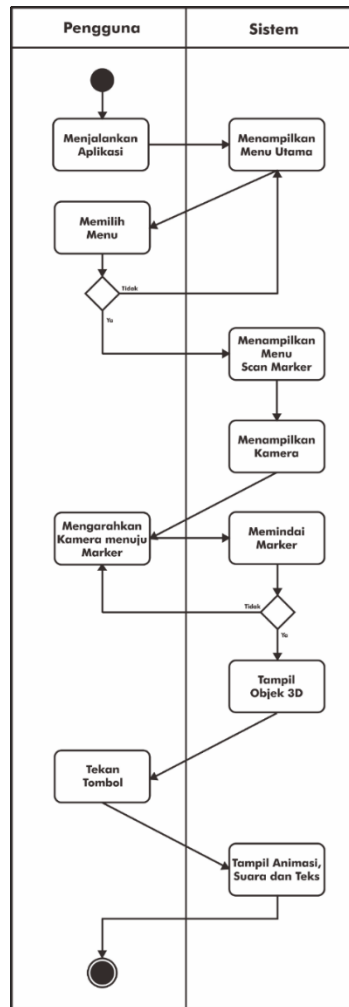 Pengguna
Sistem
Menjalankan
Aplikasi
Menampilkan
Menu Utama
Memilih
Menu
Tidak
Ya
Menampilkan
Menu
Scan Marker
Menampilkan
Kamera
Mengarahkan
Kamera menuju
Marker
Memindai
Marker
Tidak
Ya
Tampil
Objek 3D
Tekan
Tombol
Tampil Animasi,
Suara dan Teks